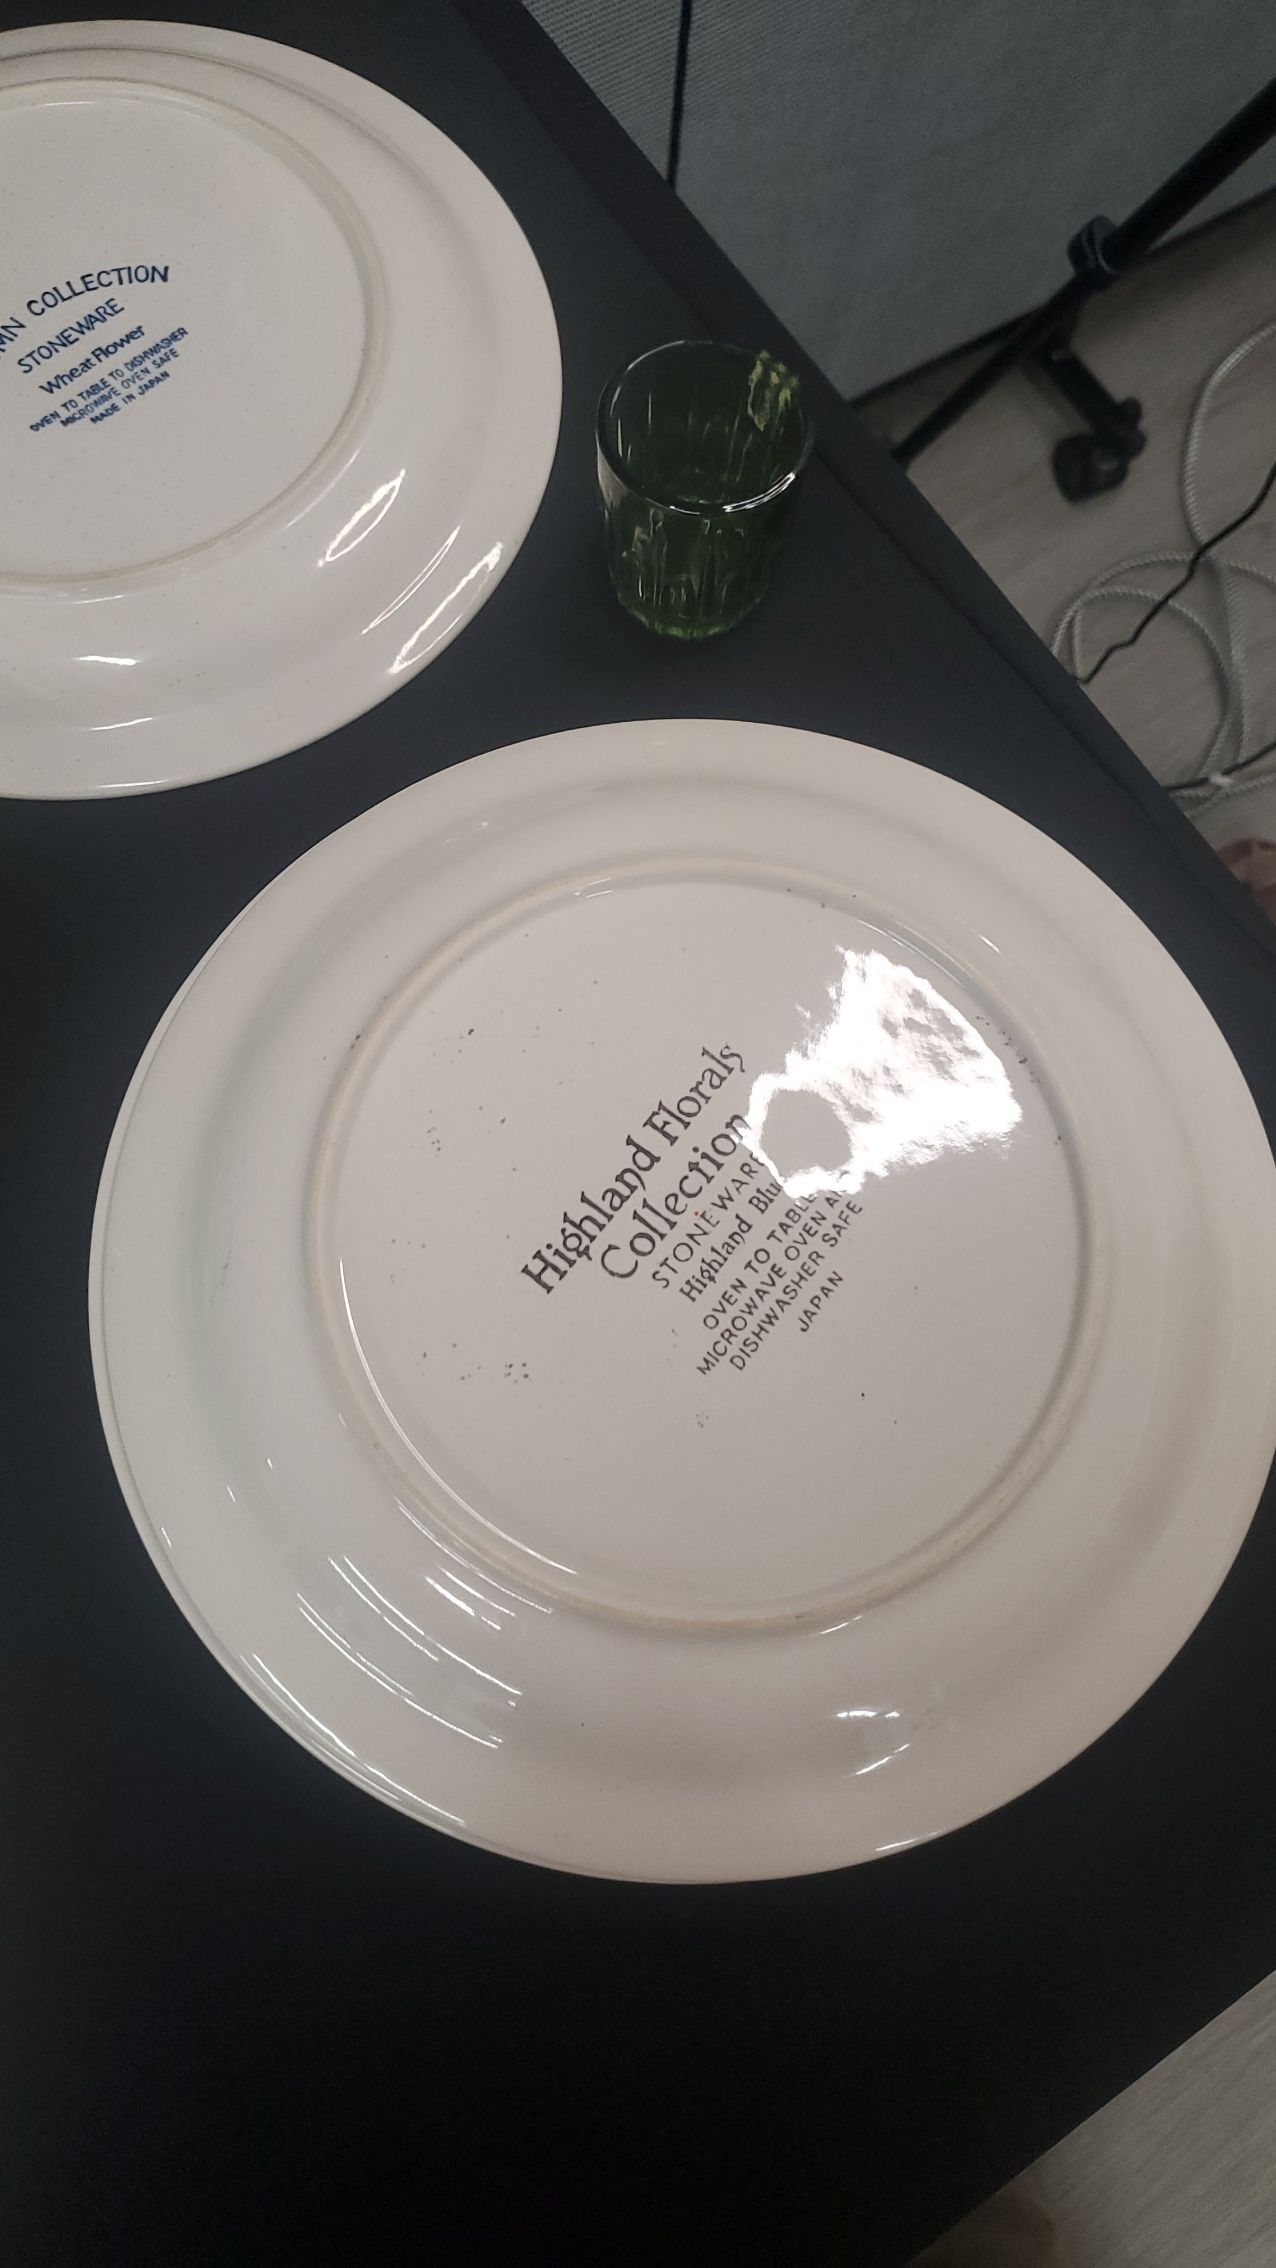 COLLECTION
STONEWARE
Wheat Flower
OVEN TO TABLE TO DISHWASHER
MICROWAVE OVEN SAFE
MADE IN JAPAN
Highland Florals
Collection
STONEWARE
Highland
OVEN TO TABLE
MICROWAVE OVEN
DISHWASHER SAFE
JAPAN